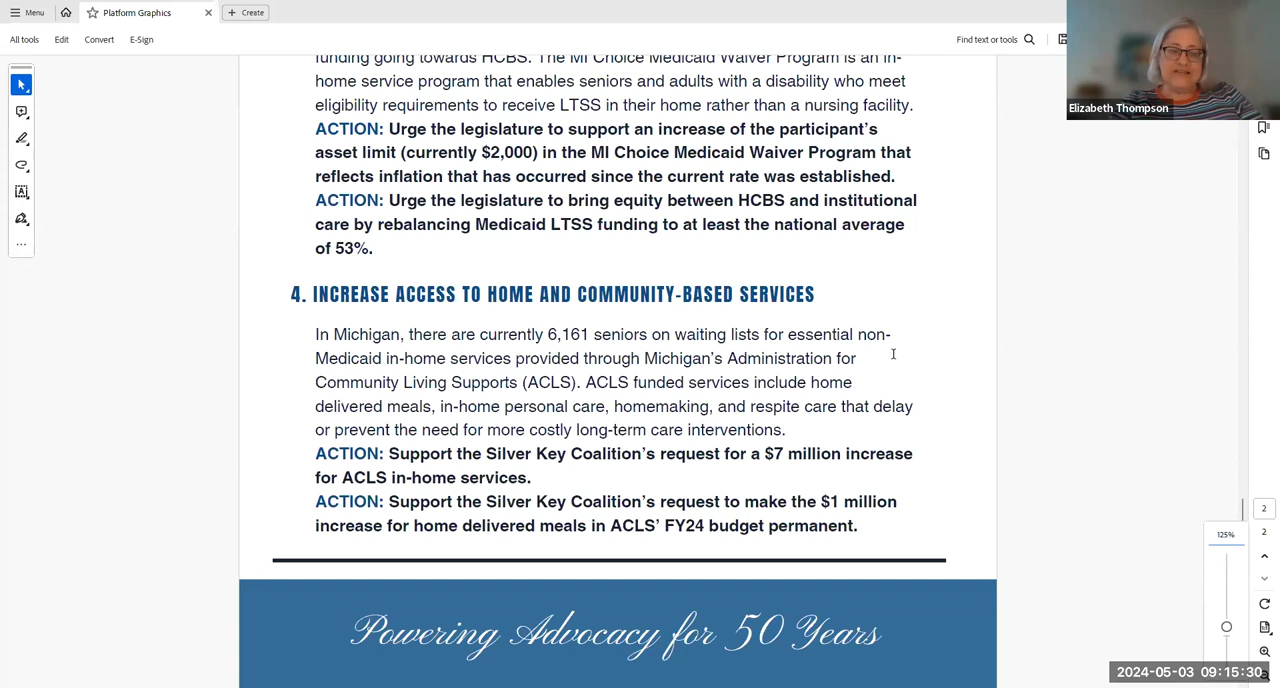 Menu
Platform Graphics
Create
All tools
Edit
Convert
E-Sign
Find text or tools
Elizabeth Thompson
funding going towards HCBS. The MI Choice Medicaid Waiver Program is an in-
home service program that enables seniors and adults with a disability who meet
eligibility requirements to receive LTSS in their home rather than a nursing facility.
ACTION: Urge the legislature to support an increase of the participant's
asset limit (currently $2,000) in the MI Choice Medicaid Waiver Program that
reflects inflation that has occurred since the current rate was established.
ACTION: Urge the legislature to bring equity between HCBS and institutional
care by rebalancing Medicaid LTSS funding to at least the national average
of 53%.
4. INCREASE ACCESS TO HOME AND COMMUNITY-BASED SERVICES
In Michigan, there are currently 6,161 seniors on waiting lists for essential non-
Medicaid in-home services provided through Michigan's Administration for
Community Living Supports (ACLS). ACLS funded services include home
delivered meals, in-home personal care, homemaking, and respite care that delay
or prevent the need for more costly long-term care interventions.
ACTION: Support the Silver Key Coalition's request for a $7 million increase
for ACLS in-home services.
ACTION: Support the Silver Key Coalition's request to make the $1 million
increase for home delivered meals in ACLS' FY24 budget permanent.
Powering Advocacy for 50 Years
2
2
125%
2024-05-03 09:15:30